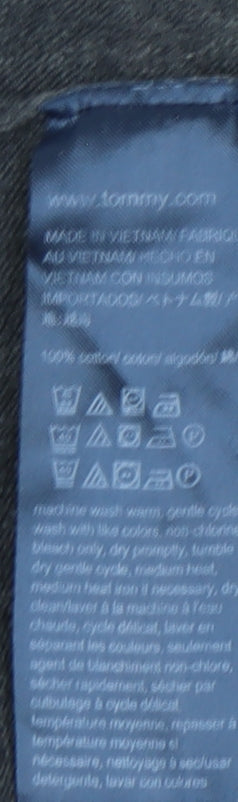 www.tommy.com
MADE IN VIETNAM/ FABRIQU
AU VIETNAM/ HECHO EN
VIETNAM CON INSUMOS
IMPORTADOS/ ベトナム製/
100% cotton/ coton/ algodón/
machine wash warm, gentle cycle
wash with like colors, non-chlorine
bleach only, dry promptly, tumble
dry gentle cycle, medium heat,
medium heat iron if necessary, dry
clean/laver à la machine à l'eau
chaude, cycle délicat, laver en
séparant les couleurs, seulement
agent de blanchiment non-chlore,
sécher rapidement, sécher par
culbutage à cycle délicat,
température moyenne, repasser à
température moyenne si
nécessaire, nettoyage à sec/usar
detergente, lavar con colores